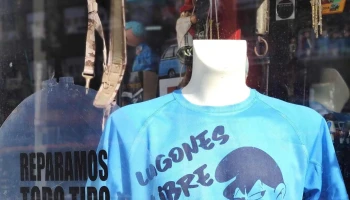 REPARAMOS
TODO TIPO
LUGONES
LIBRE